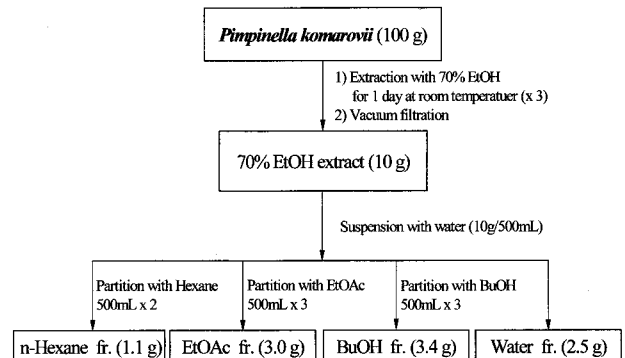 Pimpinella komarovii (100 g)
1) Extraction with 70% EtOH
for 1 day at room temperatuer (x 3)
2) Vacuum filtration
70% EtOH extract (10 g)
Suspension with water (10g/500mL)
Partition with Hexane
500mL x 2
Partition with EtOAc
500mL x 3
Partition with BuOH
500mL x 3
n-Hexane fr. (1.1 g)
EtOAc fr. (3.0 g)
BuOH fr. (3.4 g)
Water fr. (2.5 g)